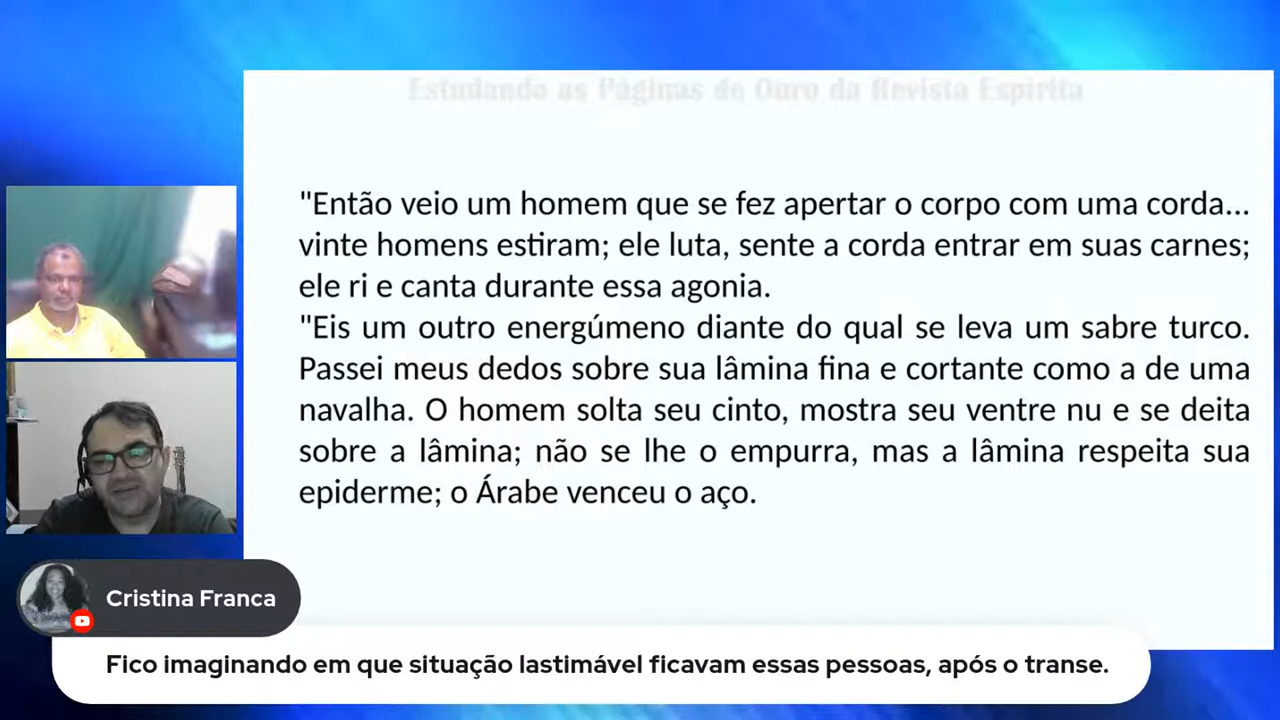 Estudando as Páginas de Ouro da Revista Espírita
"Então veio um homem que se fez apertar o corpo com uma corda...
vinte homens estiram; ele luta, sente a corda entrar em suas carnes;
ele ri e canta durante essa agonia.
"Eis um outro energúmeno diante do qual se leva um sabre turco.
Passei meus dedos sobre sua lâmina fina e cortante como a de uma
navalha. O homem solta seu cinto, mostra seu ventre nu e se deita
sobre a lâmina; não se lhe o empurra, mas a lâmina respeita sua
epiderme; o Árabe venceu o aço.
Cristina Franca
Fico imaginando em que situação lastimável ficavam essas pessoas, após o transe.